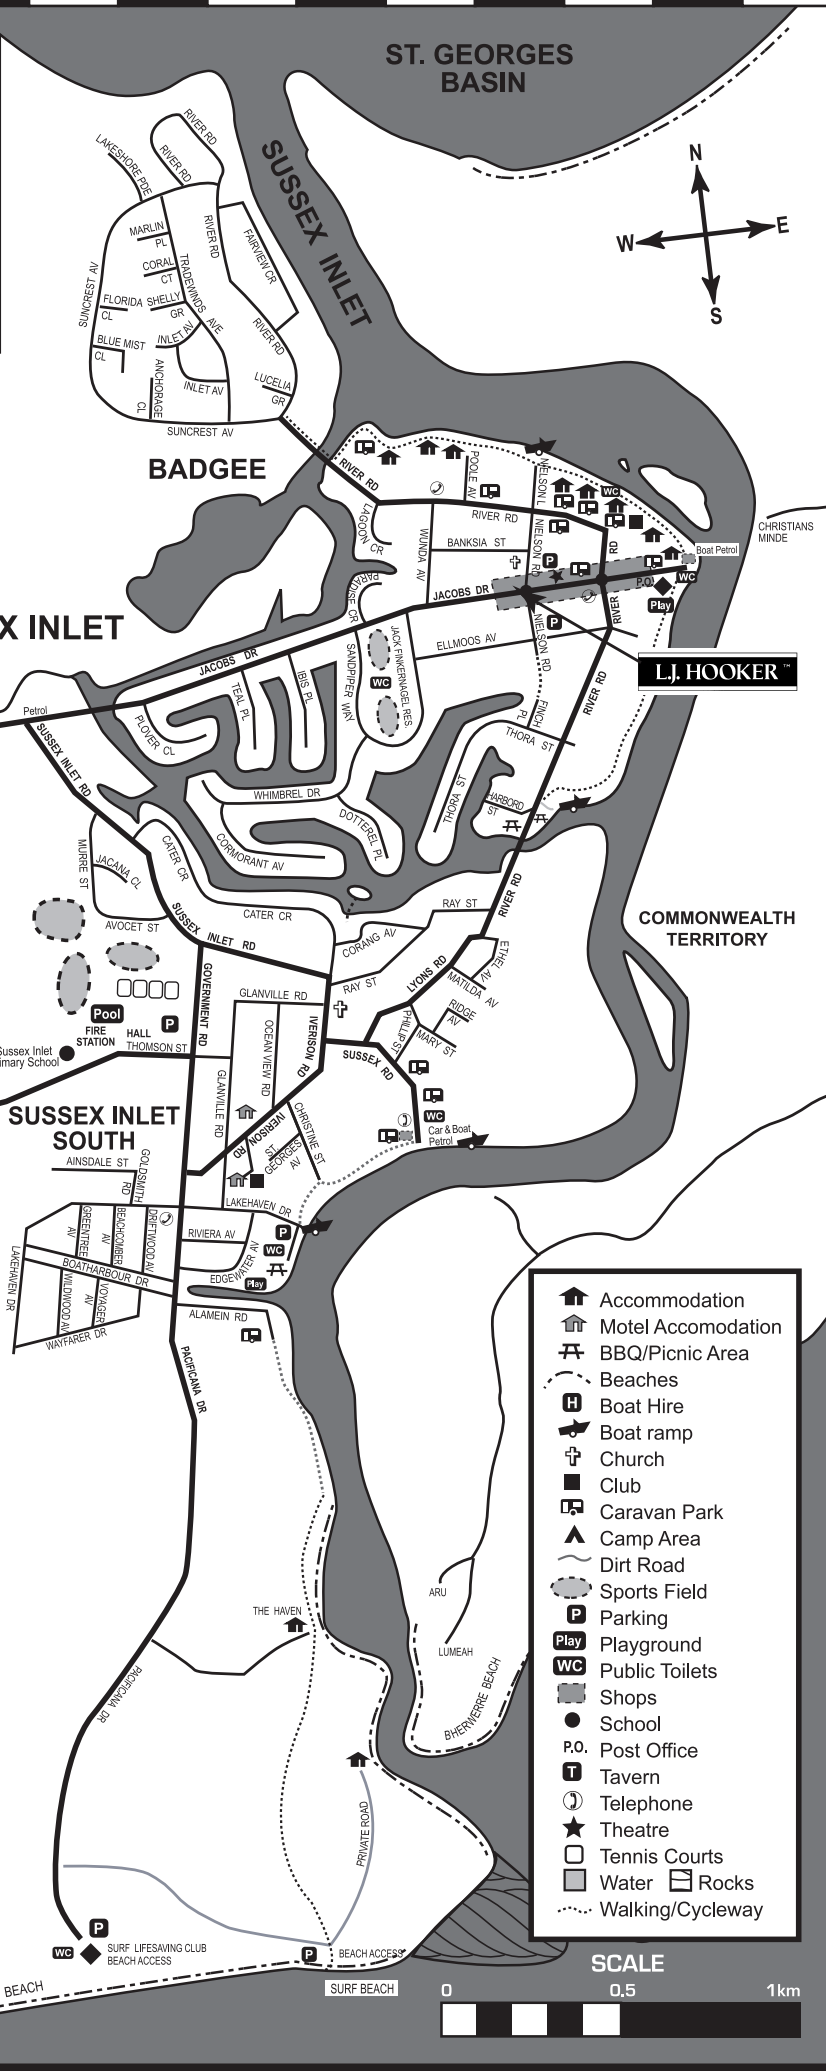 ST. GEORGES
BASIN
SUSSEX INLET
N
W
E
S
RIVER RD
RIVER RD
LAKESHORE PDE
MARLIN
PL
RIVER RD
FAIRVIEW CR
CORAL
CT
TRADEWINDS AVE
SUNCREST AV
FLORIDA
CL
SHELLY
GR
INLET AV
RIVER RD
BLUE MIST
CL
ANCHORAGE
CL
INLET AV
LUCELIA
GR
SUNCREST AV
BADGEE
RIVER RD
POOLE AV
NIELSON L
WC
LAGOON CR
RIVER RD
WUNDA AV
BANKSIA ST
NIELSON RD
P
RD
Boat Petrol
CHRISTIANS
MINDE
PARADISE CR
JACOBS DR
P.O.
WC
Play
RIVER
P
X INLET
JACOBS DR
SANDPIPER WAY
JACK FINKERNAGEL RES.
ELLMOOS AV
NIELSON RD
L.J. HOOKER ™
TEAL PL
IBIS PL
WC
RIVER RD
Petrol
PLOVER CL
FINCH
PL
THORA ST
SUSSEX INLET RD
WHIMBREL DR
THORA ST
HARBORD
ST
DOTTEREL PL
CORMORANT AV
MURRE ST
JACANA CL
CATER CR
RIVER RD
RAY ST
AVOCET ST
SUSSEX INLET RD
CATER CR
CORANG AV
COMMONWEALTH
TERRITORY
ETHEL AV
GOVERNMENT RD
RAY ST
LYONS RD
MATILDA AV
GLANVILLE RD
RIDGE
AV
Pool
FIRE
STATION
HALL
P
OCEAN VIEW RD
IVERISON RD
PHILLIP ST
MARY ST
THOMSON ST
Sussex Inlet
imary School
SUSSEX RD
GLANVILLE RD
SUSSEX INLET
SOUTH
IVERISON RD
CHRISTINE ST
WC
Car & Boat
Petrol
ST.
GEORGES
AV
AINSDALE ST
GOLDSMITH
RD
LAKEHAVEN DR
GREENTREE
AV
BEACHCOMBER
AV
DRIFTWOOD AV
RIVIERA AV
P
WC
LAKEHAVEN DR
BOATHARBOUR DR
EDGEWATER AV
Play
WILDWOOD AV
VOYAGER
AV
ALAMEIN RD
WAYFARER DR
PACIFICANA DR
ARU
THE HAVEN
LUMEAH
PACIFICANA DR
BHERWERRE BEACH
PRIVATE ROAD
P
WC
SURF LIFESAVING CLUB
BEACH ACCESS
P
BEACH ACCESS
BEACH
SURF BEACH
Accommodation
Motel Accomodation
BBQ/Picnic Area
Beaches
H Boat Hire
Boat ramp
Church
Club
Caravan Park
Camp Area
Dirt Road
Sports Field
P Parking
Play Playground
WC Public Toilets
Shops
School
P.O. Post Office
T Tavern
Telephone
Theatre
Tennis Courts
Water Rocks
Walking/Cycleway
SCALE
0 0.5 1km